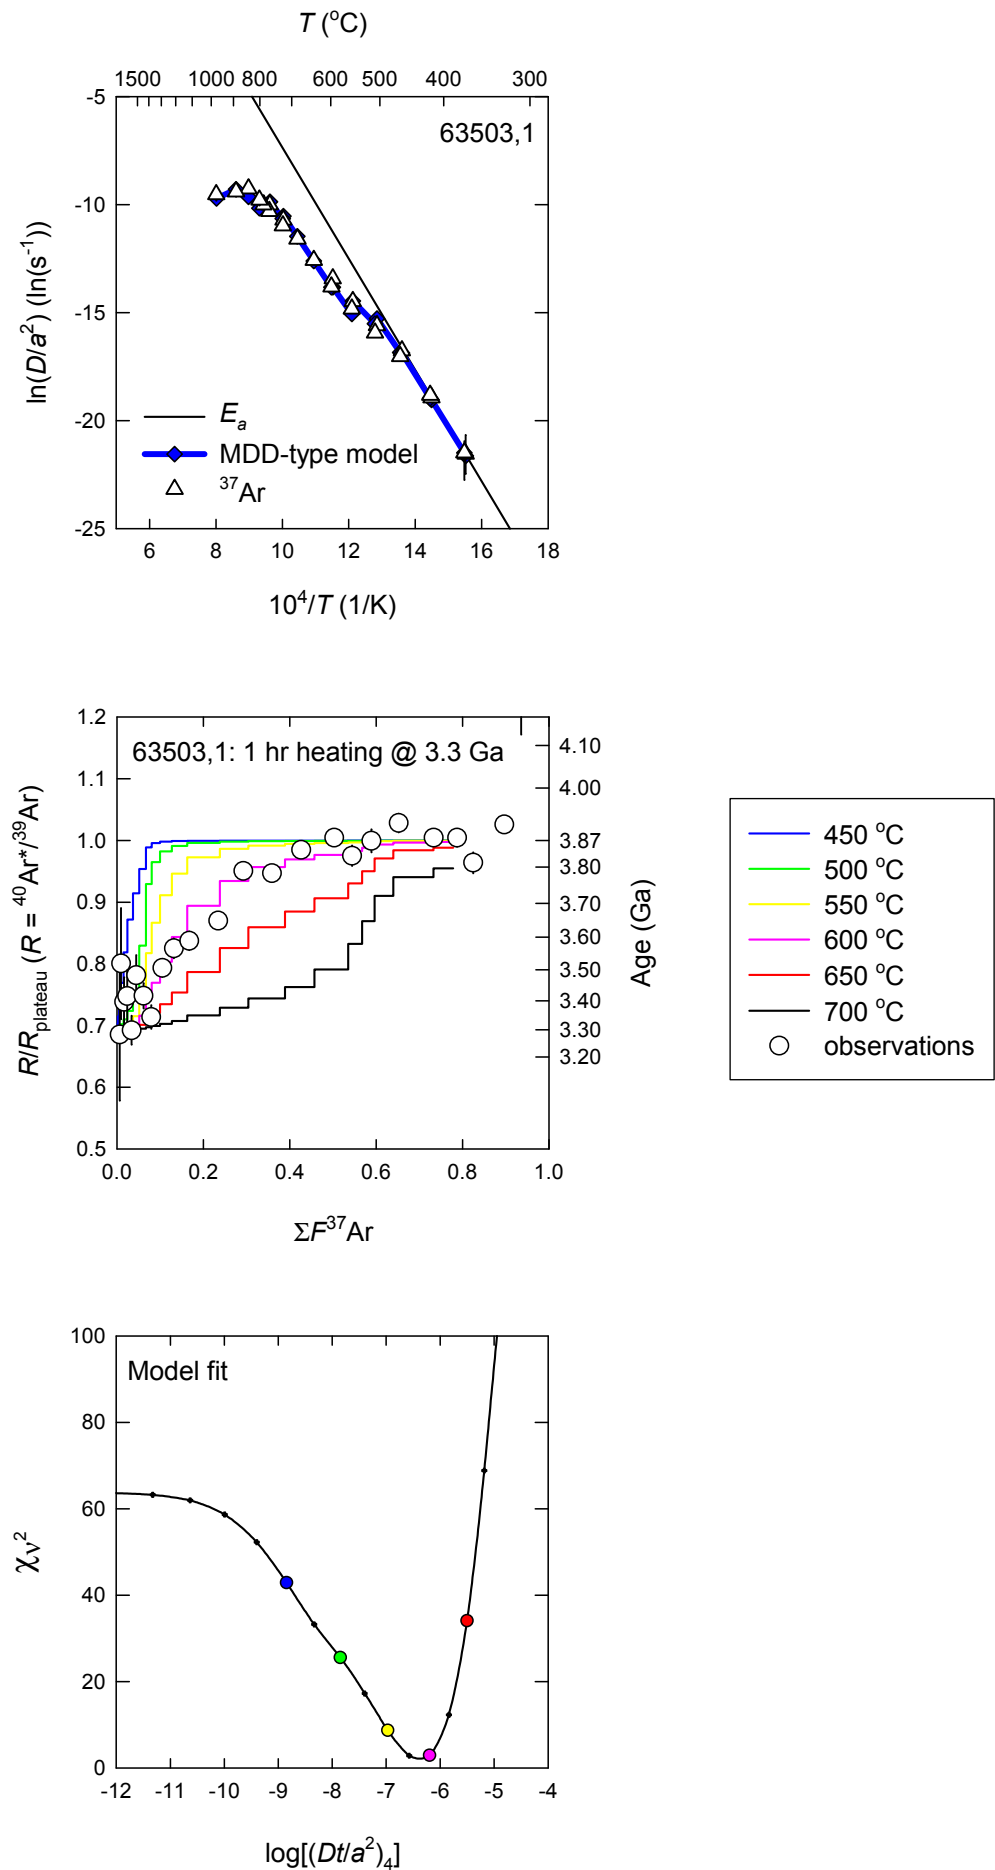 T (°C)
1500 1000 800 600 500 400 300
-5
63503,1
-10
-15
-20
-25
ln(D/a²) (ln(s⁻¹))
Eₐ
MDD-type model
³⁷Ar
6 8 10 12 14 16 18
10⁴/T (1/K)
63503,1: 1 hr heating @ 3.3 Ga
1.2
1.1
1.0
0.9
0.8
0.7
0.6
0.5
R/R_plateau (R = ⁴⁰Ar*/³⁹Ar)
4.10
4.00
3.87
3.80
3.70
3.60
3.50
3.40
3.30
3.20
Age (Ga)
0.0 0.2 0.4 0.6 0.8 1.0
ΣF³⁷Ar
450 °C
500 °C
550 °C
600 °C
650 °C
700 °C
observations
Model fit
100
80
60
40
20
0
χν²
-12 -11 -10 -9 -8 -7 -6 -5 -4
log[(Dt/a²)₄]